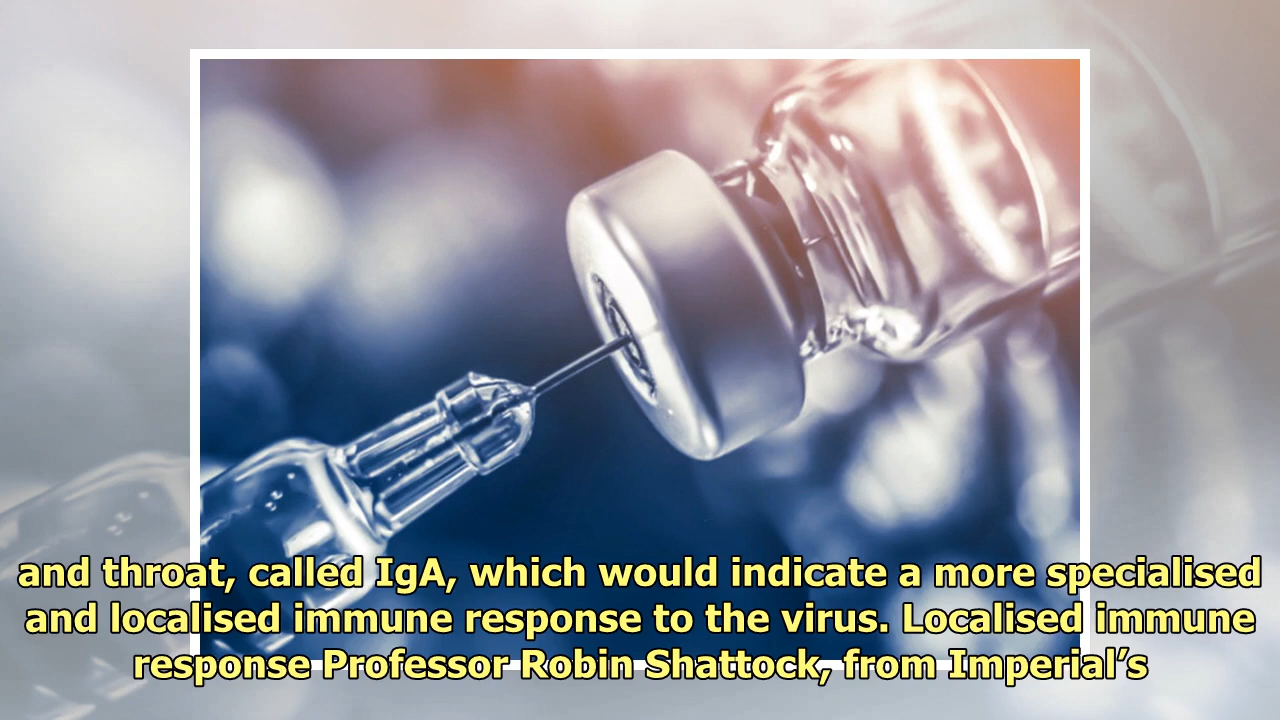 and throat, called IgA, which would indicate a more specialised
and localised immune response to the virus. Localised immune
response Professor Robin Shattock, from Imperial’s